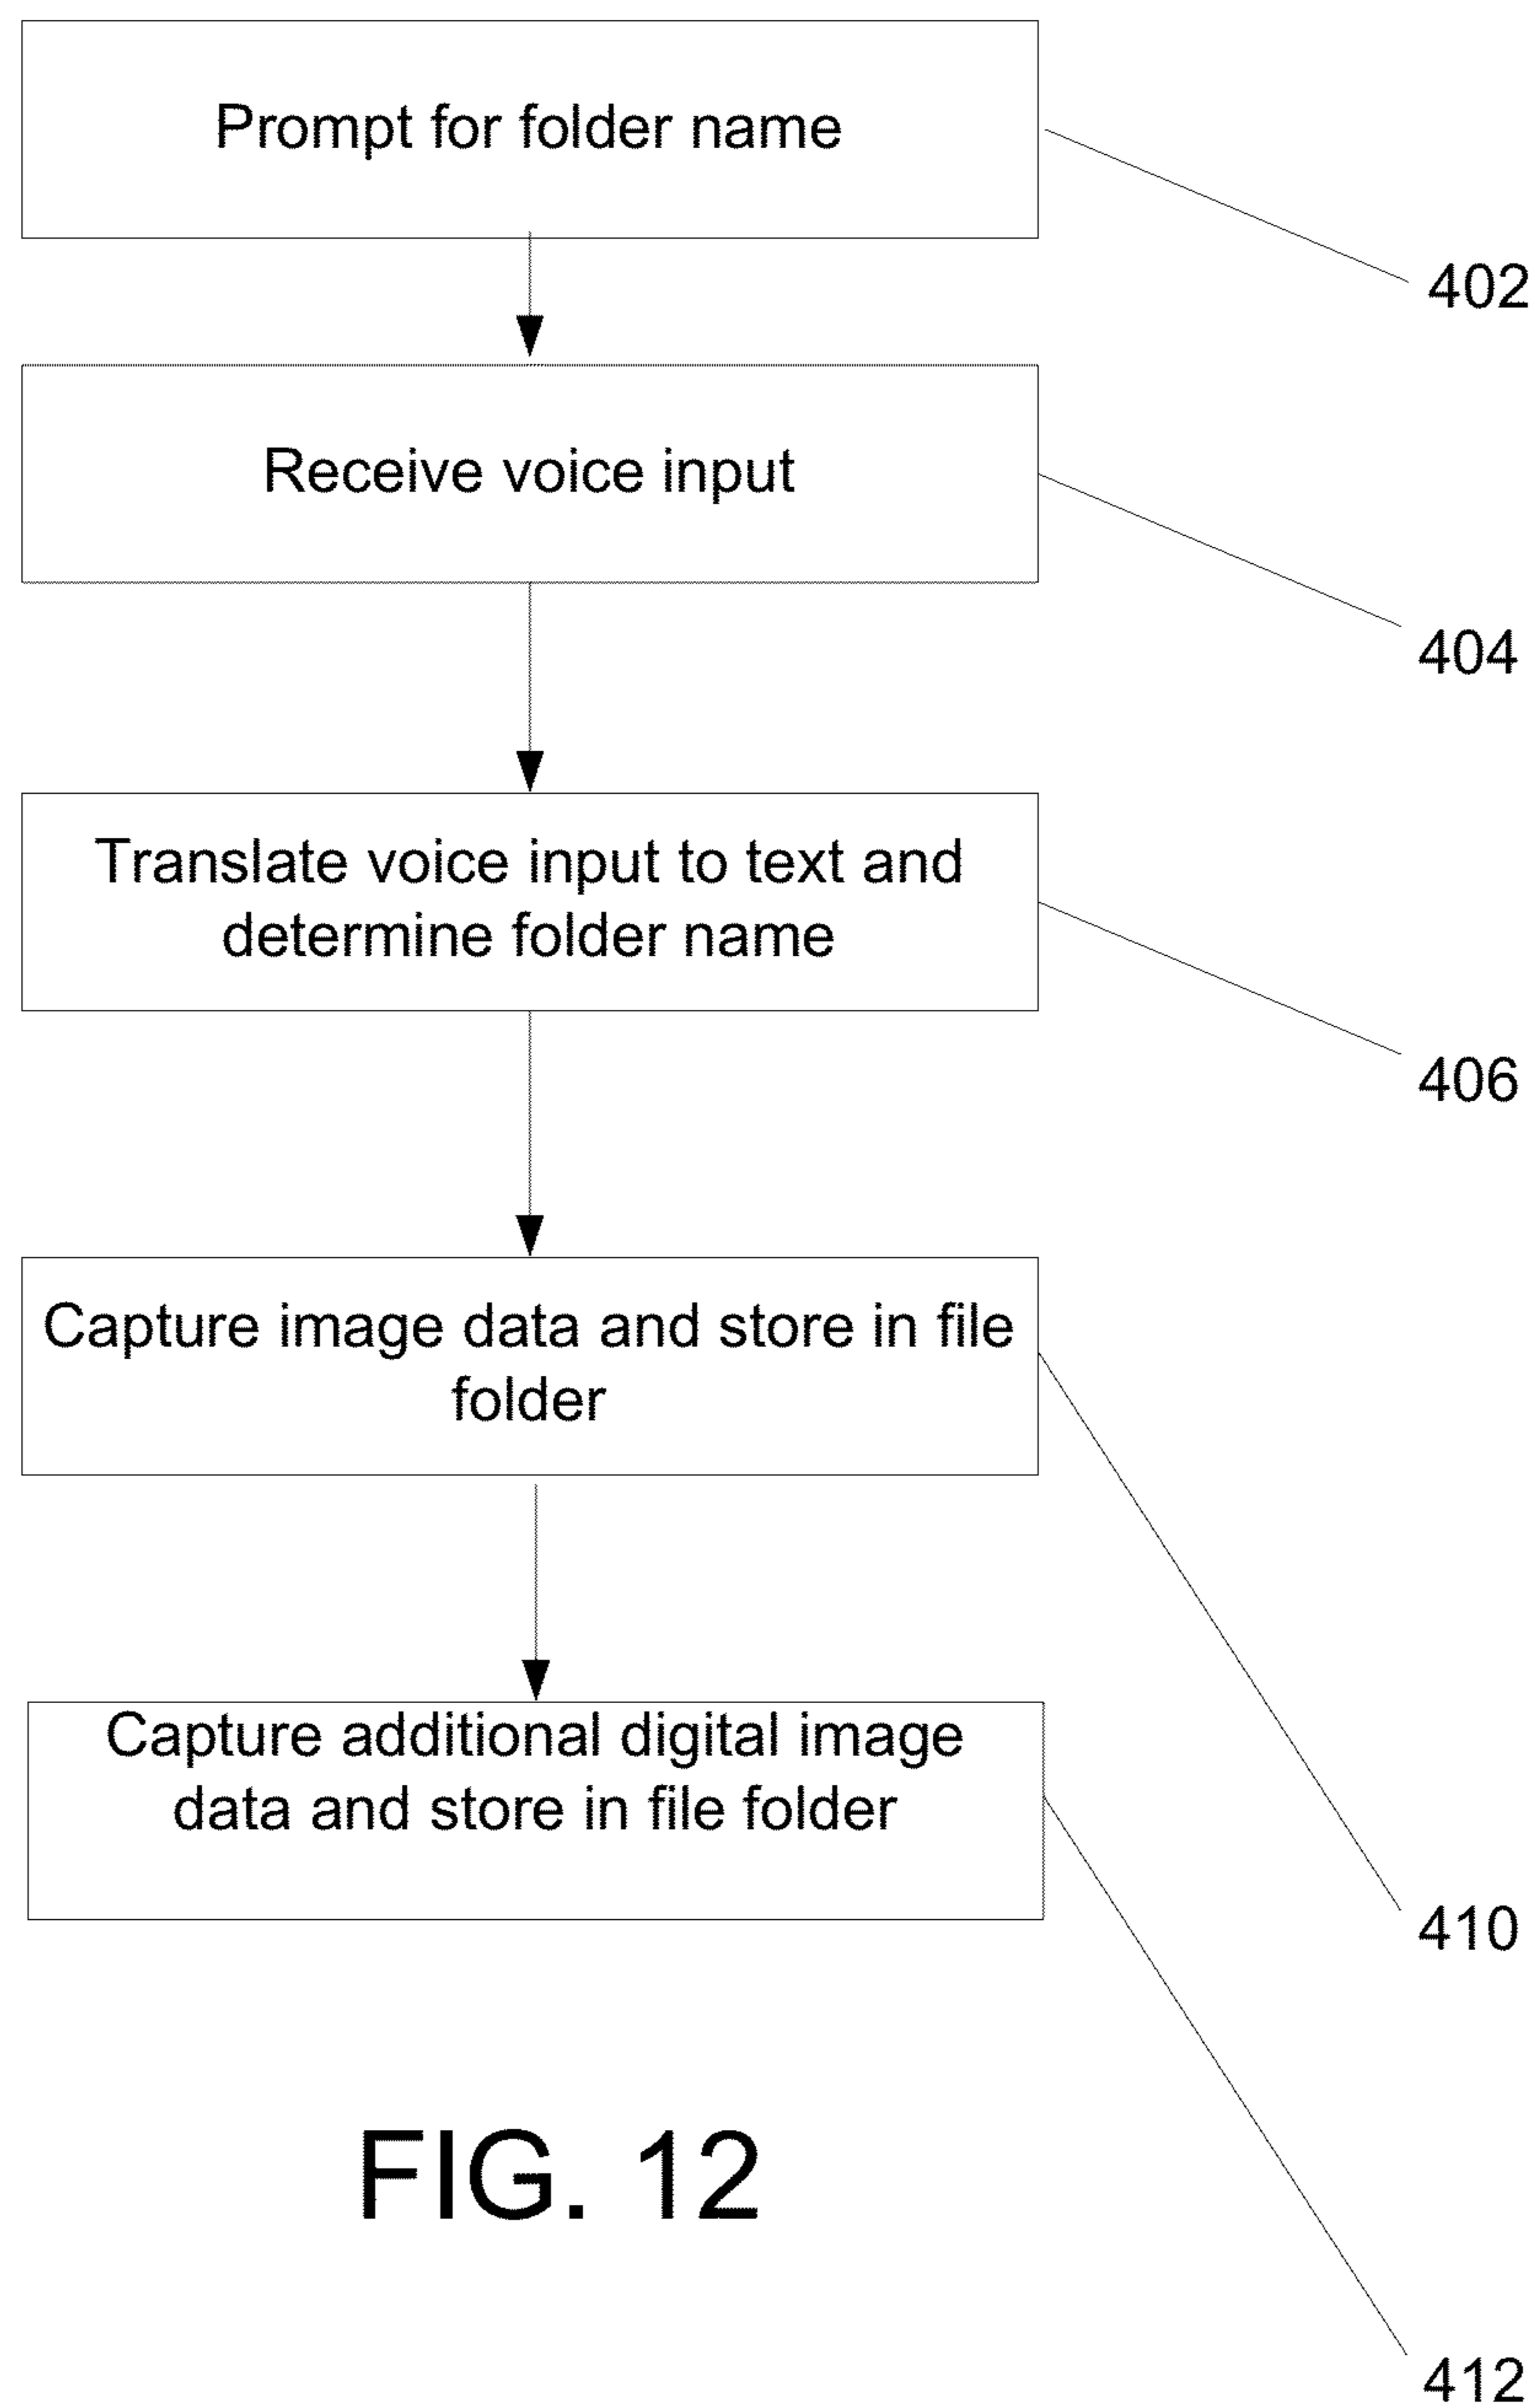 Prompt for folder name
402
Receive voice input
404
Translate voice input to text and
determine folder name
406
Capture image data and store in file
folder
410
Capture additional digital image
data and store in file folder
412
FIG. 12